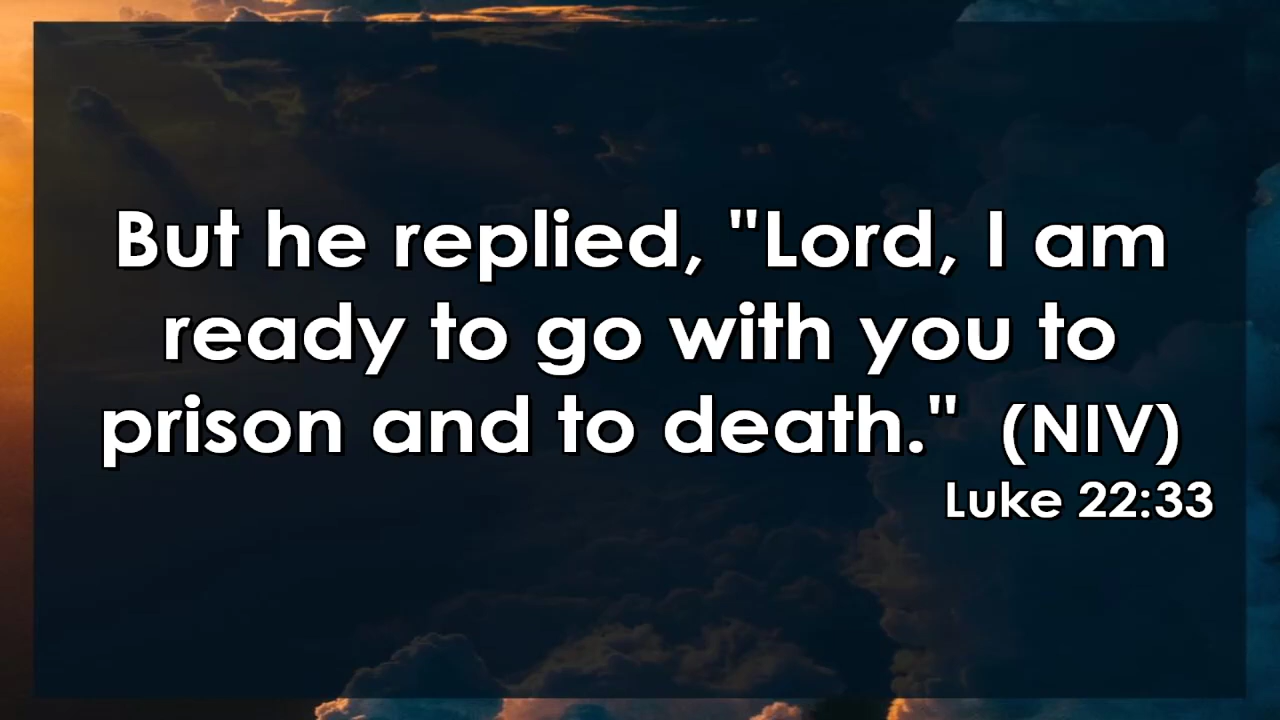 But he replied, "Lord, I am
ready to go with you to
prison and to death." (NIV)
Luke 22:33